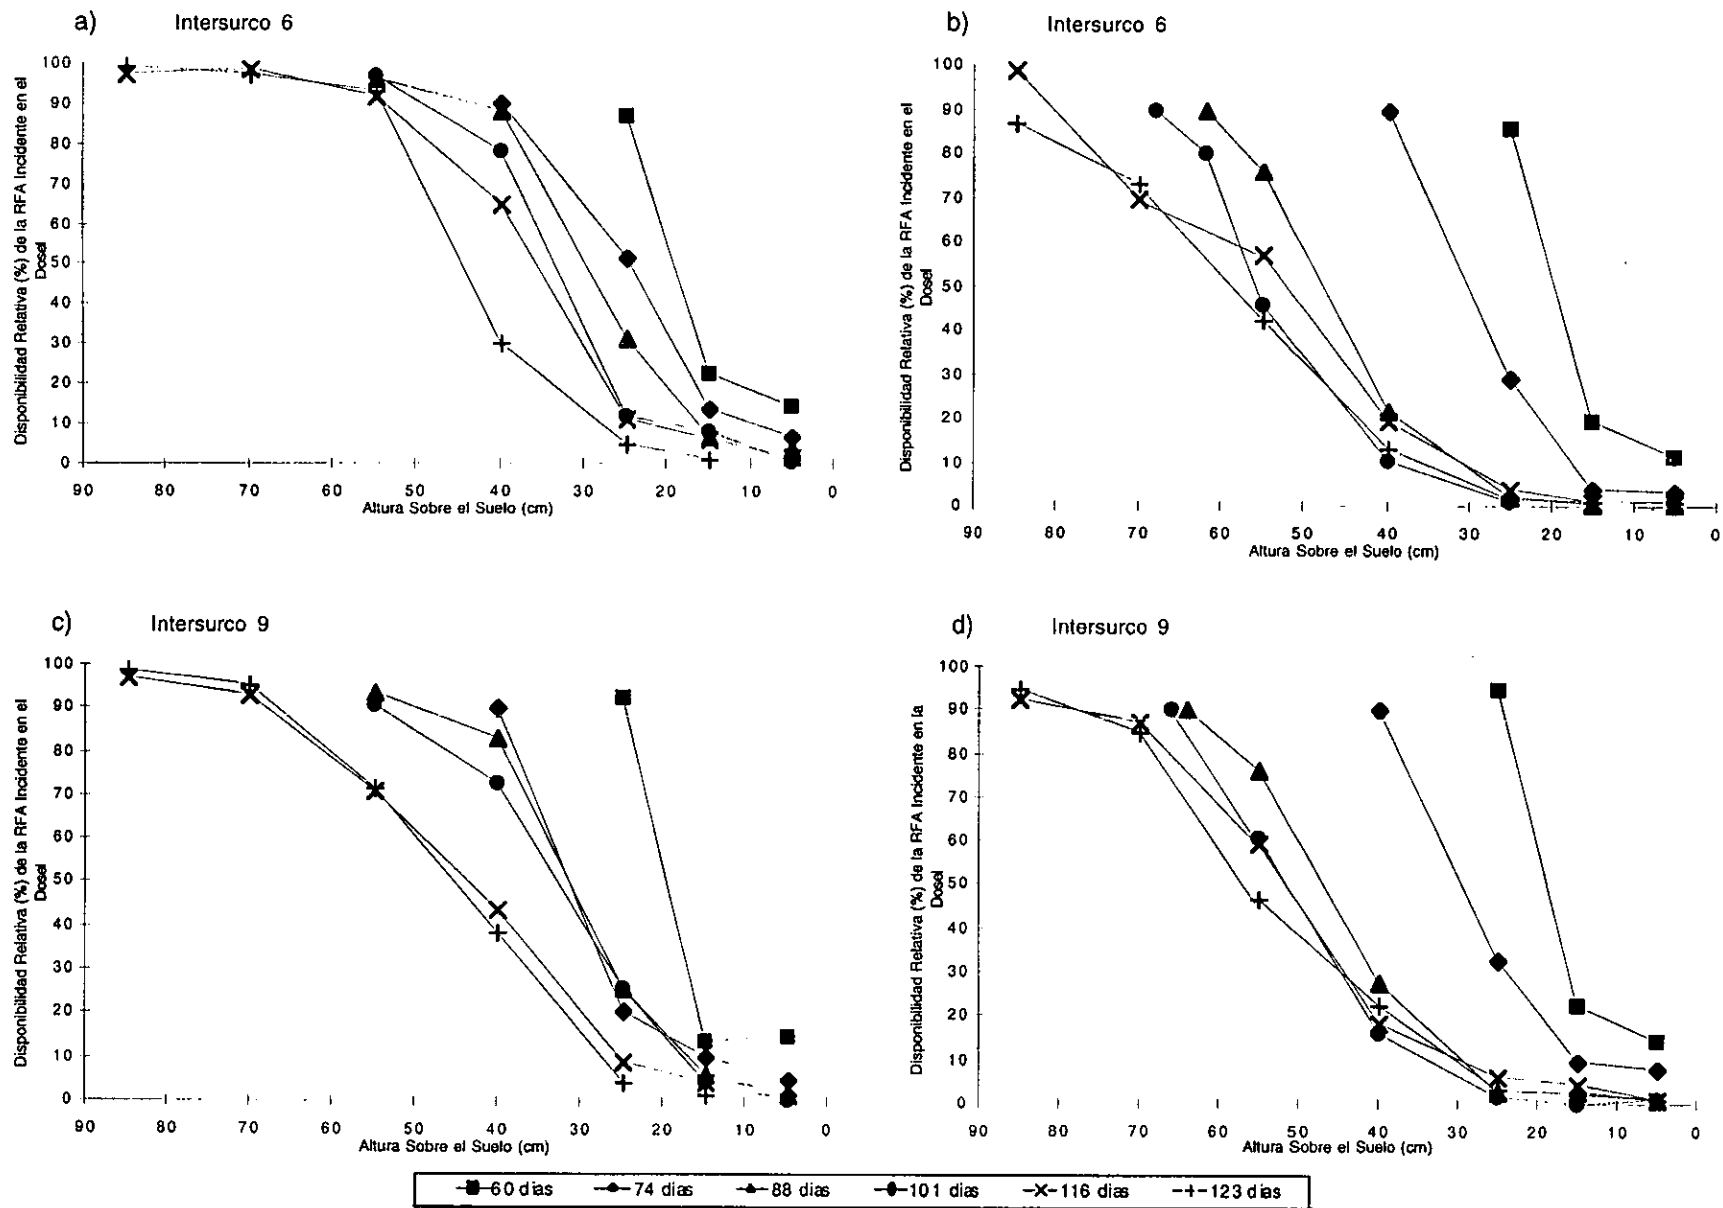 a) Intersurco 6
Disponibilidad Relativa (%) de la RFA Incidente en el
Dosel
100
90
80
70
60
50
40
30
20
10
0
90 80 70 60 50 40 30 20 10 0
Altura Sobre el Suelo (cm)
b) Intersurco 6
Disponibilidad Relativa (%) de la RFA Incidente en el
Dosel
100
90
80
70
60
50
40
30
20
10
0
90 80 70 60 50 40 30 20 10 0
Altura Sobre el Suelo (cm)
c) Intersurco 9
Disponibilidad Relativa (%) de la RFA Incidente en el
Dosel
100
90
80
70
60
50
40
30
20
10
0
90 80 70 60 50 40 30 20 10 0
Altura Sobre el Suelo (cm)
d) Intersurco 9
Disponibilidad Relativa (%) de la RFA Incidente en la
Dosel
100
90
80
70
60
50
40
30
20
10
0
90 80 70 60 50 40 30 20 10 0
Altura Sobre el Suelo (cm)
60 dias 74 dias 88 dias 101 dias 116 dias 123 dias